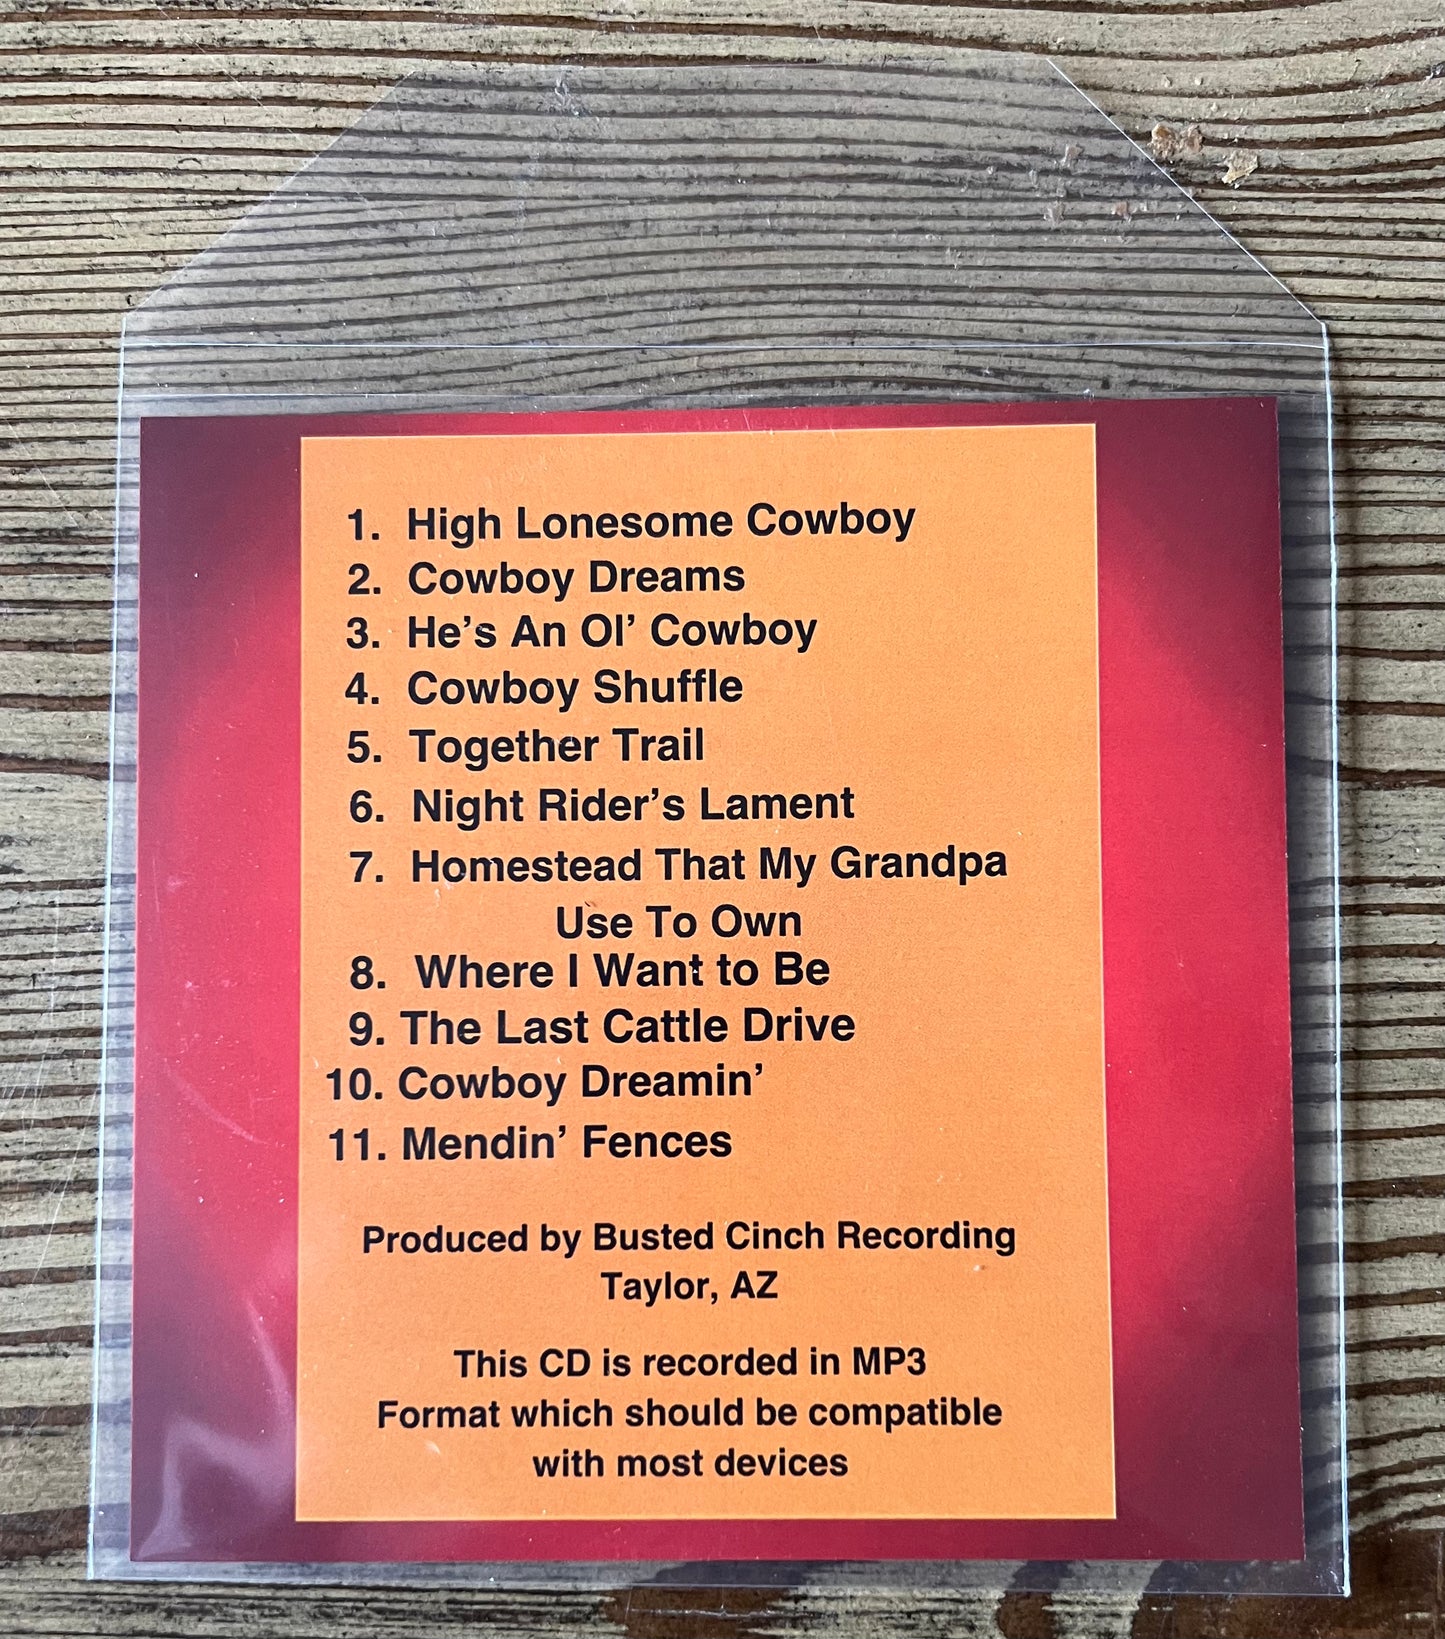 1. High Lonesome Cowboy
2. Cowboy Dreams
3. He’s An Ol’ Cowboy
4. Cowboy Shuffle
5. Together Trail
6. Night Rider’s Lament
7. Homestead That My Grandpa
Use To Own
8. Where I Want to Be
9. The Last Cattle Drive
10. Cowboy Dreamin’
11. Mendin’ Fences
Produced by Busted Cinch Recording
Taylor, AZ
This CD is recorded in MP3
Format which should be compatible
with most devices